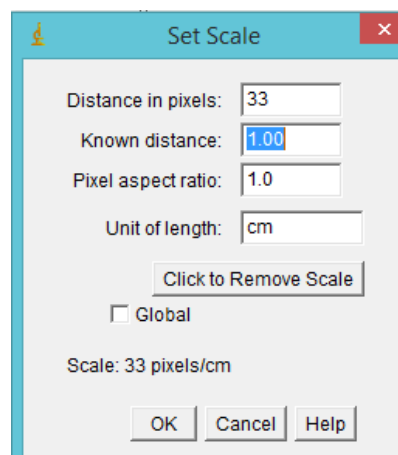 Set Scale
Distance in pixels: 33
Known distance: 1.00
Pixel aspect ratio: 1.0
Unit of length: cm
Click to Remove Scale
Global
Scale: 33 pixels/cm
OK Cancel Help